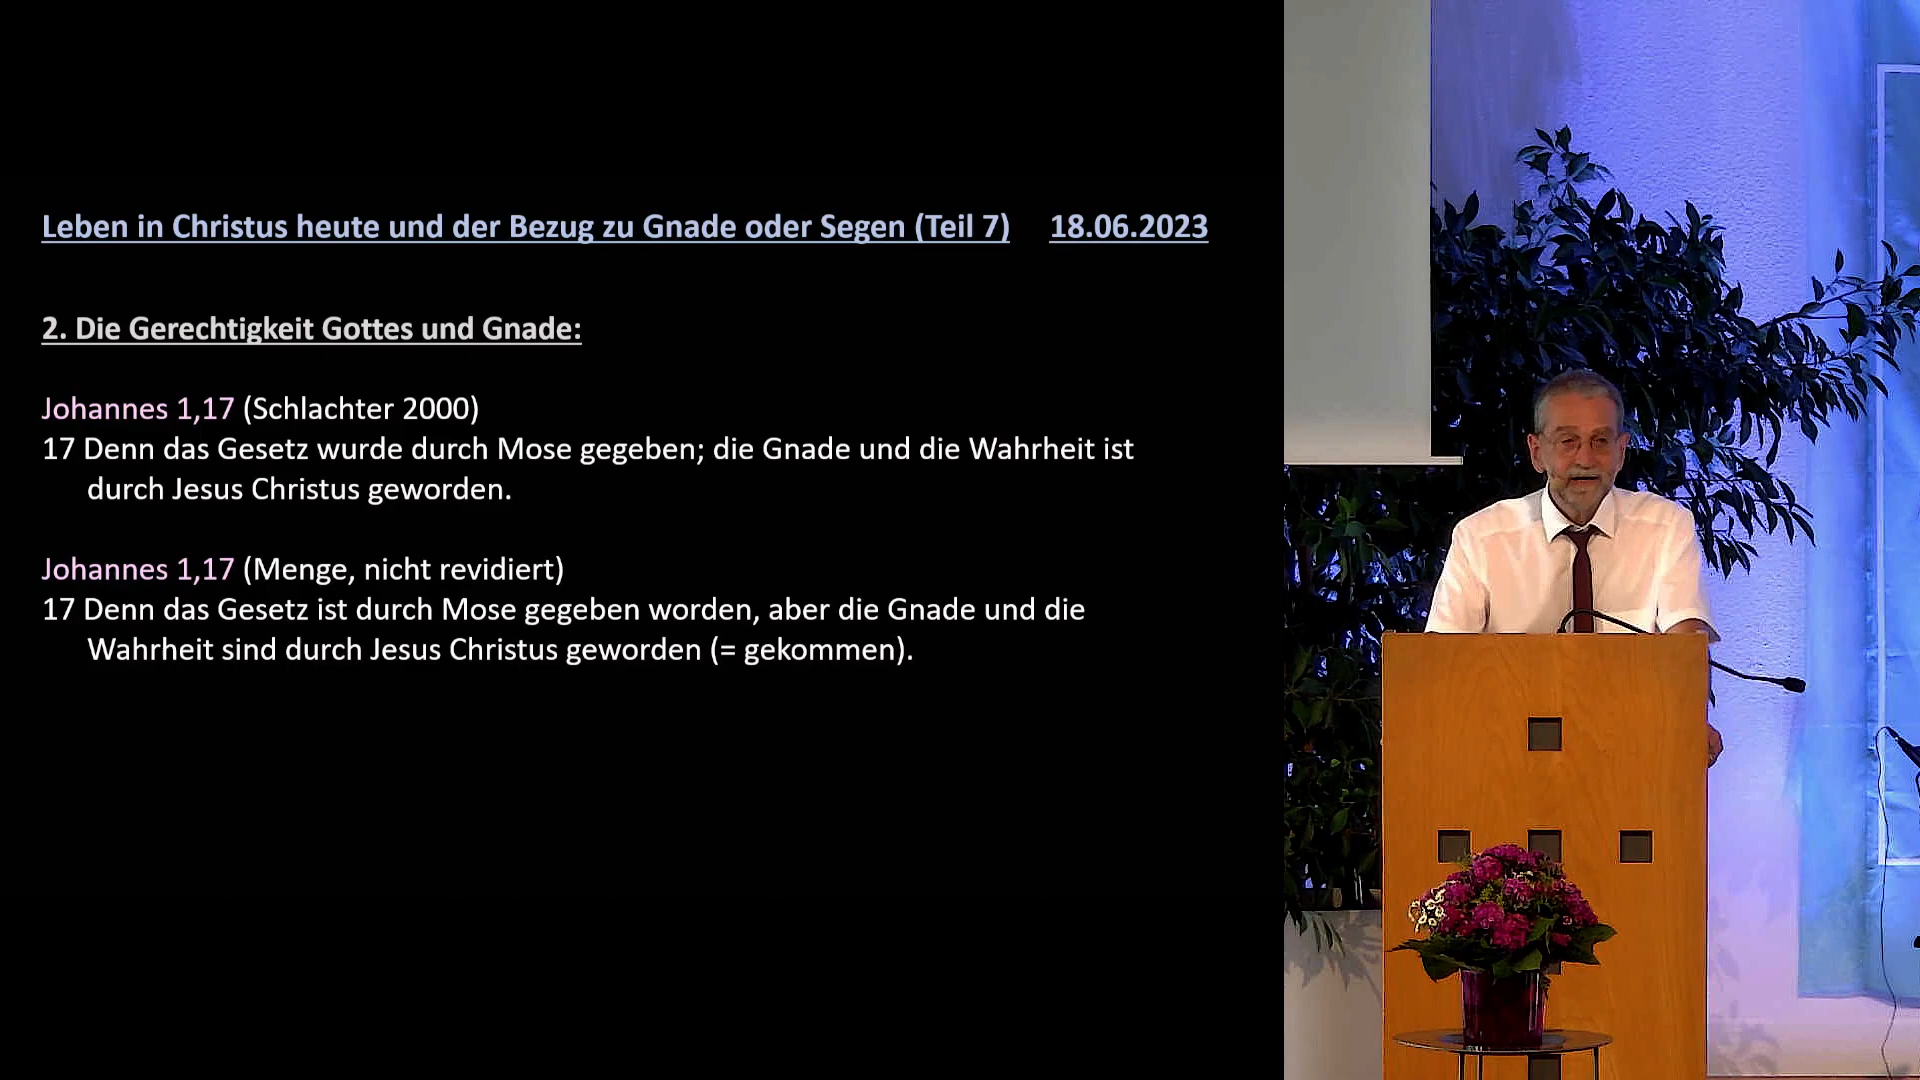 Leben in Christus heute und der Bezug zu Gnade oder Segen (Teil 7) 18.06.2023
2. Die Gerechtigkeit Gottes und Gnade:
Johannes 1,17 (Schlachter 2000)
17 Denn das Gesetz wurde durch Mose gegeben; die Gnade und die Wahrheit ist
durch Jesus Christus geworden.
Johannes 1,17 (Menge, nicht revidiert)
17 Denn das Gesetz ist durch Mose gegeben worden, aber die Gnade und die
Wahrheit sind durch Jesus Christus geworden (= gekommen).